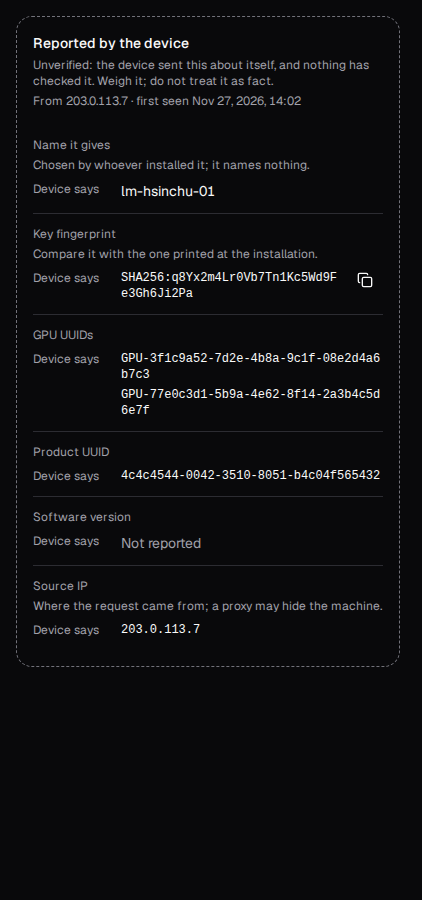 Reported by the device
Unverified: the device sent this about itself, and nothing has
checked it. Weigh it; do not treat it as fact.
From 203.0.113.7 · first seen Nov 27, 2026, 14:02
Name it gives
Chosen by whoever installed it; it names nothing.
Device says lm-hsinchu-01
Key fingerprint
Compare it with the one printed at the installation.
Device says SHA256:q8Yx2m4Lr0Vb7Tn1Kc5Wd9F
e3Gh6Ji2Pa
GPU UUIDs
Device says GPU-3f1c9a52-7d2e-4b8a-9c1f-08e2d4a6
b7c3
GPU-77e0c3d1-5b9a-4e62-8f14-2a3b4c5d
6e7f
Product UUID
Device says 4c4c4544-0042-3510-8051-b4c04f565432
Software version
Device says Not reported
Source IP
Where the request came from; a proxy may hide the machine.
Device says 203.0.113.7